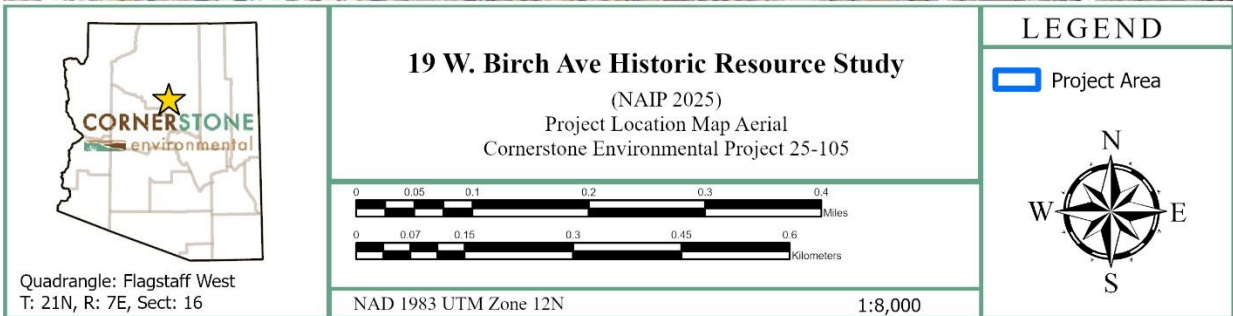 CORNERSTONE
environmental
Quadrangle: Flagstaff West
T: 21N, R: 7E, Sect: 16
19 W. Birch Ave Historic Resource Study
(NAIP 2025)
Project Location Map Aerial
Cornerstone Environmental Project 25-105
0 0.05 0.1 0.2 0.3 0.4
Miles
0 0.07 0.15 0.3 0.45 0.6
Kilometers
NAD 1983 UTM Zone 12N 1:8,000
LEGEND
Project Area
N
W E
S